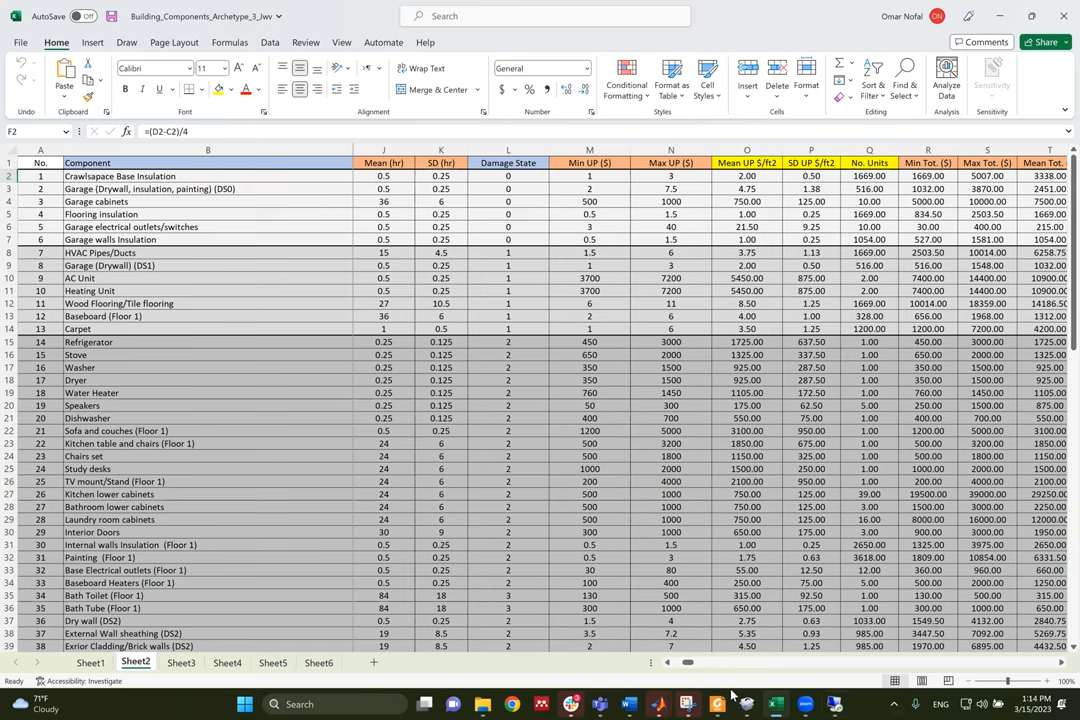 AutoSave Off Building_Components_Archetype_3_Jwv Search Omar Nofal ON
File Home Insert Draw Page Layout Formulas Data Review View Automate Help Comments Share
Calibri 11 Wrap Text General
Paste Merge & Center Conditional Formatting Format as Table Cell Styles Insert Delete Format Sort & Filter Find & Select Analyze Data Sensitivity
Undo Clipboard Font Alignment Number Styles Cells Editing Analysis Sensitivity
F2 fx =(D2-C2)/4
A B J K L M N O P Q R S T
1 No. Component Mean (hr) SD (hr) Damage State Min UP ($) Max UP ($) Mean UP $/ft2 SD UP $/ft2 No. Units Min Tot. ($) Max Tot. ($) Mean Tot.
2 1 Crawlsapace Base Insulation 0.5 0.25 0 1 3 2.00 0.50 1669.00 1669.00 5007.00 3338.00
3 2 Garage (Drywall, insulation, painting) (DS0) 0.5 0.25 0 2 7.5 4.75 1.38 516.00 1032.00 3870.00 2451.00
4 3 Garage cabinets 36 6 0 500 1000 750.00 125.00 10.00 5000.00 10000.00 7500.00
5 4 Flooring insulation 0.5 0.25 0 0.5 1.5 1.00 0.25 1669.00 834.50 2503.50 1669.00
6 5 Garage electrical outlets/switches 0.5 0.25 0 3 40 21.50 9.25 10.00 30.00 400.00 215.00
7 6 Garage walls Insulation 0.5 0.25 0 0.5 1.5 1.00 0.25 1054.00 527.00 1581.00 1054.00
8 7 HVAC Pipes/Ducts 15 4.5 1 1.5 6 3.75 1.13 1669.00 2503.50 10014.00 6258.75
9 8 Garage (Drywall) (DS1) 0.5 0.25 1 1 3 2.00 0.50 516.00 516.00 1548.00 1032.00
10 9 AC Unit 0.5 0.25 1 3700 7200 5450.00 875.00 2.00 7400.00 14400.00 10900.00
11 10 Heating Unit 0.5 0.25 1 3700 7200 5450.00 875.00 2.00 7400.00 14400.00 10900.00
12 11 Wood Flooring/Tile flooring 27 10.5 1 6 11 8.50 1.25 1669.00 10014.00 18359.00 14186.50
13 12 Baseboard (Floor 1) 36 6 1 2 6 4.00 1.00 328.00 656.00 1968.00 1312.00
14 13 Carpet 1 0.5 1 1 6 3.50 1.25 1200.00 1200.00 7200.00 4200.00
15 14 Refrigerator 0.25 0.125 2 450 3000 1725.00 637.50 1.00 450.00 3000.00 1725.00
16 15 Stove 0.25 0.125 2 650 2000 1325.00 337.50 1.00 650.00 2000.00 1325.00
17 16 Washer 0.25 0.125 2 350 1500 925.00 287.50 1.00 350.00 1500.00 925.00
18 17 Dryer 0.25 0.125 2 350 1500 925.00 287.50 1.00 350.00 1500.00 925.00
19 18 Water Heater 0.25 0.125 2 760 1450 1105.00 172.50 1.00 760.00 1450.00 1105.00
20 19 Speakers 0.25 0.125 2 50 300 175.00 62.50 5.00 250.00 1500.00 875.00
21 20 Dishwasher 0.25 0.125 2 400 700 550.00 75.00 1.00 400.00 700.00 550.00
22 21 Sofa and couches (Floor 1) 0.5 0.25 2 1200 5000 3100.00 950.00 1.00 1200.00 5000.00 3100.00
23 22 Kitchen table and chairs (Floor 1) 24 6 2 500 3200 1850.00 675.00 1.00 500.00 3200.00 1850.00
24 23 Chairs set 24 6 2 500 1800 1150.00 325.00 1.00 500.00 1800.00 1150.00
25 24 Study desks 24 6 2 1000 2000 1500.00 250.00 1.00 1000.00 2000.00 1500.00
26 25 TV mount/Stand (Floor 1) 24 6 2 200 4000 2100.00 950.00 1.00 200.00 4000.00 2100.00
27 26 Kitchen lower cabinets 24 6 2 500 1000 750.00 125.00 39.00 19500.00 39000.00 29250.00
28 27 Bathroom lower cabinets 24 6 2 500 1000 750.00 125.00 3.00 1500.00 3000.00 2250.00
29 28 Laundry room cabinets 24 6 2 500 1000 750.00 125.00 16.00 8000.00 16000.00 12000.00
30 29 Interior Doors 30 9 2 300 1000 650.00 175.00 3.00 900.00 3000.00 1950.00
31 30 Internal walls Insulation (Floor 1) 0.5 0.25 2 0.5 1.5 1.00 0.25 2650.00 1325.00 3975.00 2650.00
32 31 Painting (Floor 1) 0.5 0.25 2 0.5 3 1.75 0.63 3618.00 1809.00 10854.00 6331.50
33 32 Base Electrical outlets (Floor 1) 0.5 0.25 2 30 80 55.00 12.50 12.00 360.00 960.00 660.00
34 33 Baseboard Heaters (Floor 1) 0.5 0.25 2 100 400 250.00 75.00 5.00 500.00 2000.00 1250.00
35 34 Bath Toilet (Floor 1) 84 18 3 130 500 315.00 92.50 1.00 130.00 500.00 315.00
36 35 Bath Tube (Floor 1) 84 18 3 300 1000 650.00 175.00 1.00 300.00 1000.00 650.00
37 36 Dry wall (DS2) 0.5 0.25 2 1.5 4 2.75 0.63 1033.00 1549.50 4132.00 2840.75
38 37 External Wall sheathing (DS2) 19 8.5 2 3.5 7.2 5.35 0.93 985.00 3447.50 7092.00 5269.75
39 38 Exrior Cladding/Brick walls (DS2) 19 8.5 2 2 7 4.50 1.25 985.00 1970.00 6895.00 4432.50
Sheet1 Sheet2 Sheet3 Sheet4 Sheet5 Sheet6
Ready Accessibility: Investigate 100%
71°F Cloudy Search ENG 1:14 PM 3/15/2023